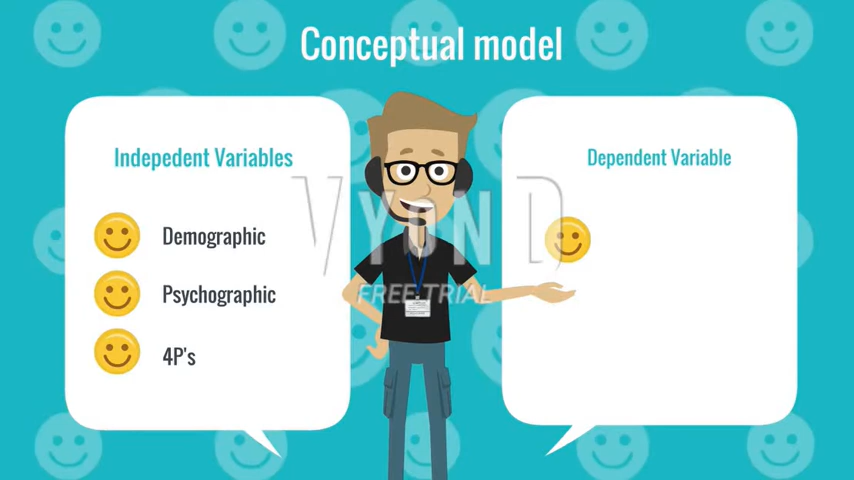 Conceptual model
Indepedent Variables
Demographic
Psychographic
4P's
Dependent Variable
VYOND
FREE TRIAL